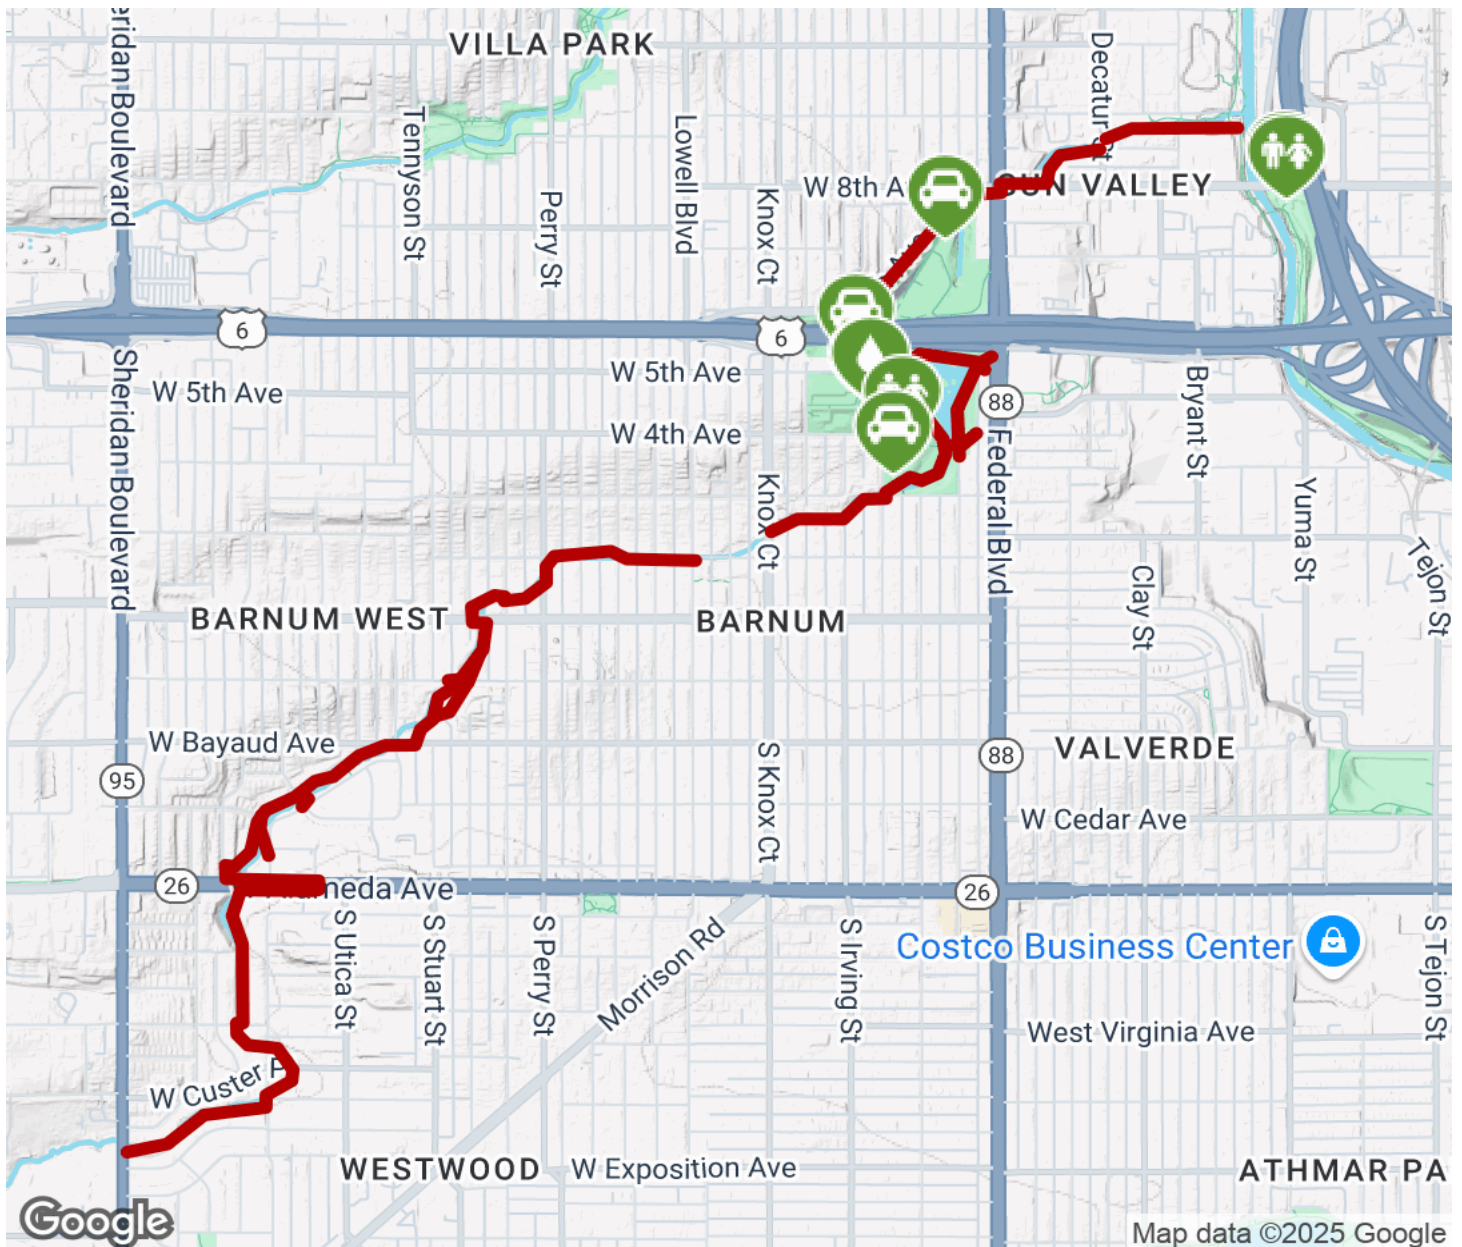 VILLA PARK
eridan Boulevard
Tennyson St
Perry St
Lowell Blvd
Knox Ct
W 8th A
Decatur St
SUN VALLEY
Ave
6
6
W 5th Ave
W 5th Ave
W 4th Ave
88
Sheridan Boulevard
Federal Blvd
Bryant St
Yuma St
Tejon St
Knox Ct
Clay St
BARNUM WEST
BARNUM
W Bayaud Ave
95
S Knox Ct
88
VALVERDE
W Cedar Ave
26
meda Ave
26
S Utica St
S Stuart St
S Perry St
Morrison Rd
S Irving St
Costco Business Center
S Tejon St
West Virginia Ave
W Custer A
WESTWOOD
W Exposition Ave
ATHMAR PA
Google
Map data ©2025 Google